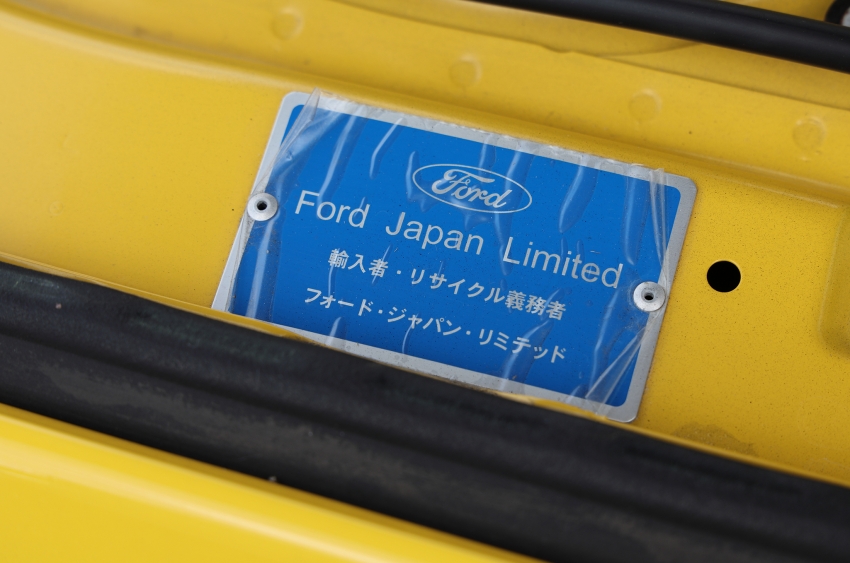 Ford
Ford Japan Limited
輸入者・リサイクル義務者
フォード・ジャパン・リミテッド